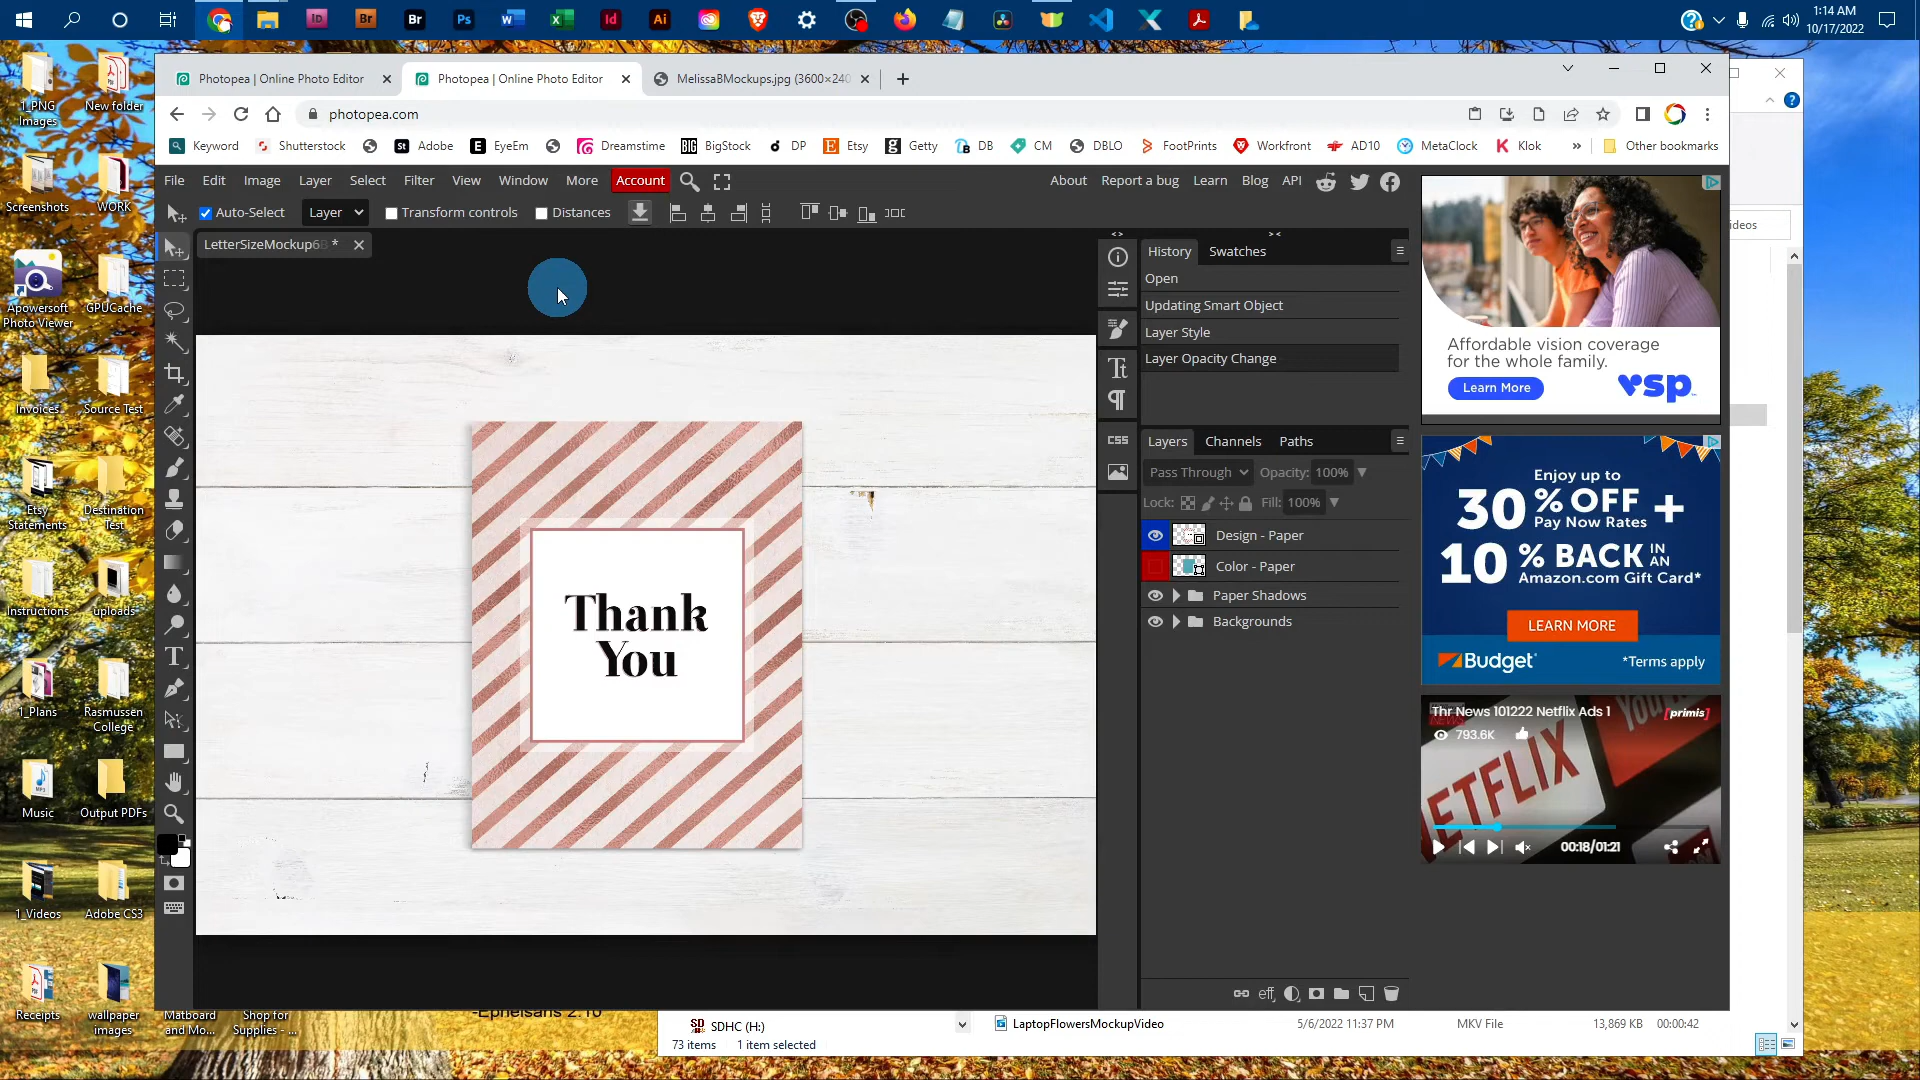 1:14 AM
10/17/2022
Photopea | Online Photo Editor
Photopea | Online Photo Editor
MelissaBMockups.jpg (3600×240
photopea.com
Keyword
Shutterstock
Adobe
EyeEm
Dreamstime
BigStock
DP
Etsy
Getty
DB
CM
DBLO
FootPrints
Workfront
AD10
MetaClock
Klok
»
Other bookmarks
File
Edit
Image
Layer
Select
Filter
View
Window
More
Account
About
Report a bug
Learn
Blog
API
Auto-Select
Layer
Transform controls
Distances
LetterSizeMockup6B *
History
Swatches
Open
Updating Smart Object
Layer Style
Layer Opacity Change
CSS
Layers
Channels
Paths
Pass Through
Opacity: 100%
Lock:
Fill: 100%
Design - Paper
Color - Paper
Paper Shadows
Backgrounds
eff
Thank
You
Affordable vision coverage
for the whole family.
Learn More
vsp
Enjoy up to
30 % OFF +
Pay Now Rates
10 % BACK IN AN
Amazon.com Gift Card*
LEARN MORE
Budget
*Terms apply
Thr News 101222 Netflix Ads 1
[primis]
793.6K
NETFLIX
00:18/01:21
1_PNG
Images
New folder
Screenshots
WORK
Apowersoft
Photo Viewer
GPUCache
Invoices
Source Test
Etsy
Statements
Destination
Test
Instructions
uploads
1_Plans
Rasmussen
College
Music
Output PDFs
1_Videos
Adobe CS3
Receipts
wallpaper
images
Matboard
and Mo...
Shop for
Supplies - ...
-Ephesians 2:10
SDHC (H:)
LaptopFlowersMockupVideo
5/6/2022 11:37 PM
MKV File
13,869 KB
00:00:42
73 items
1 item selected